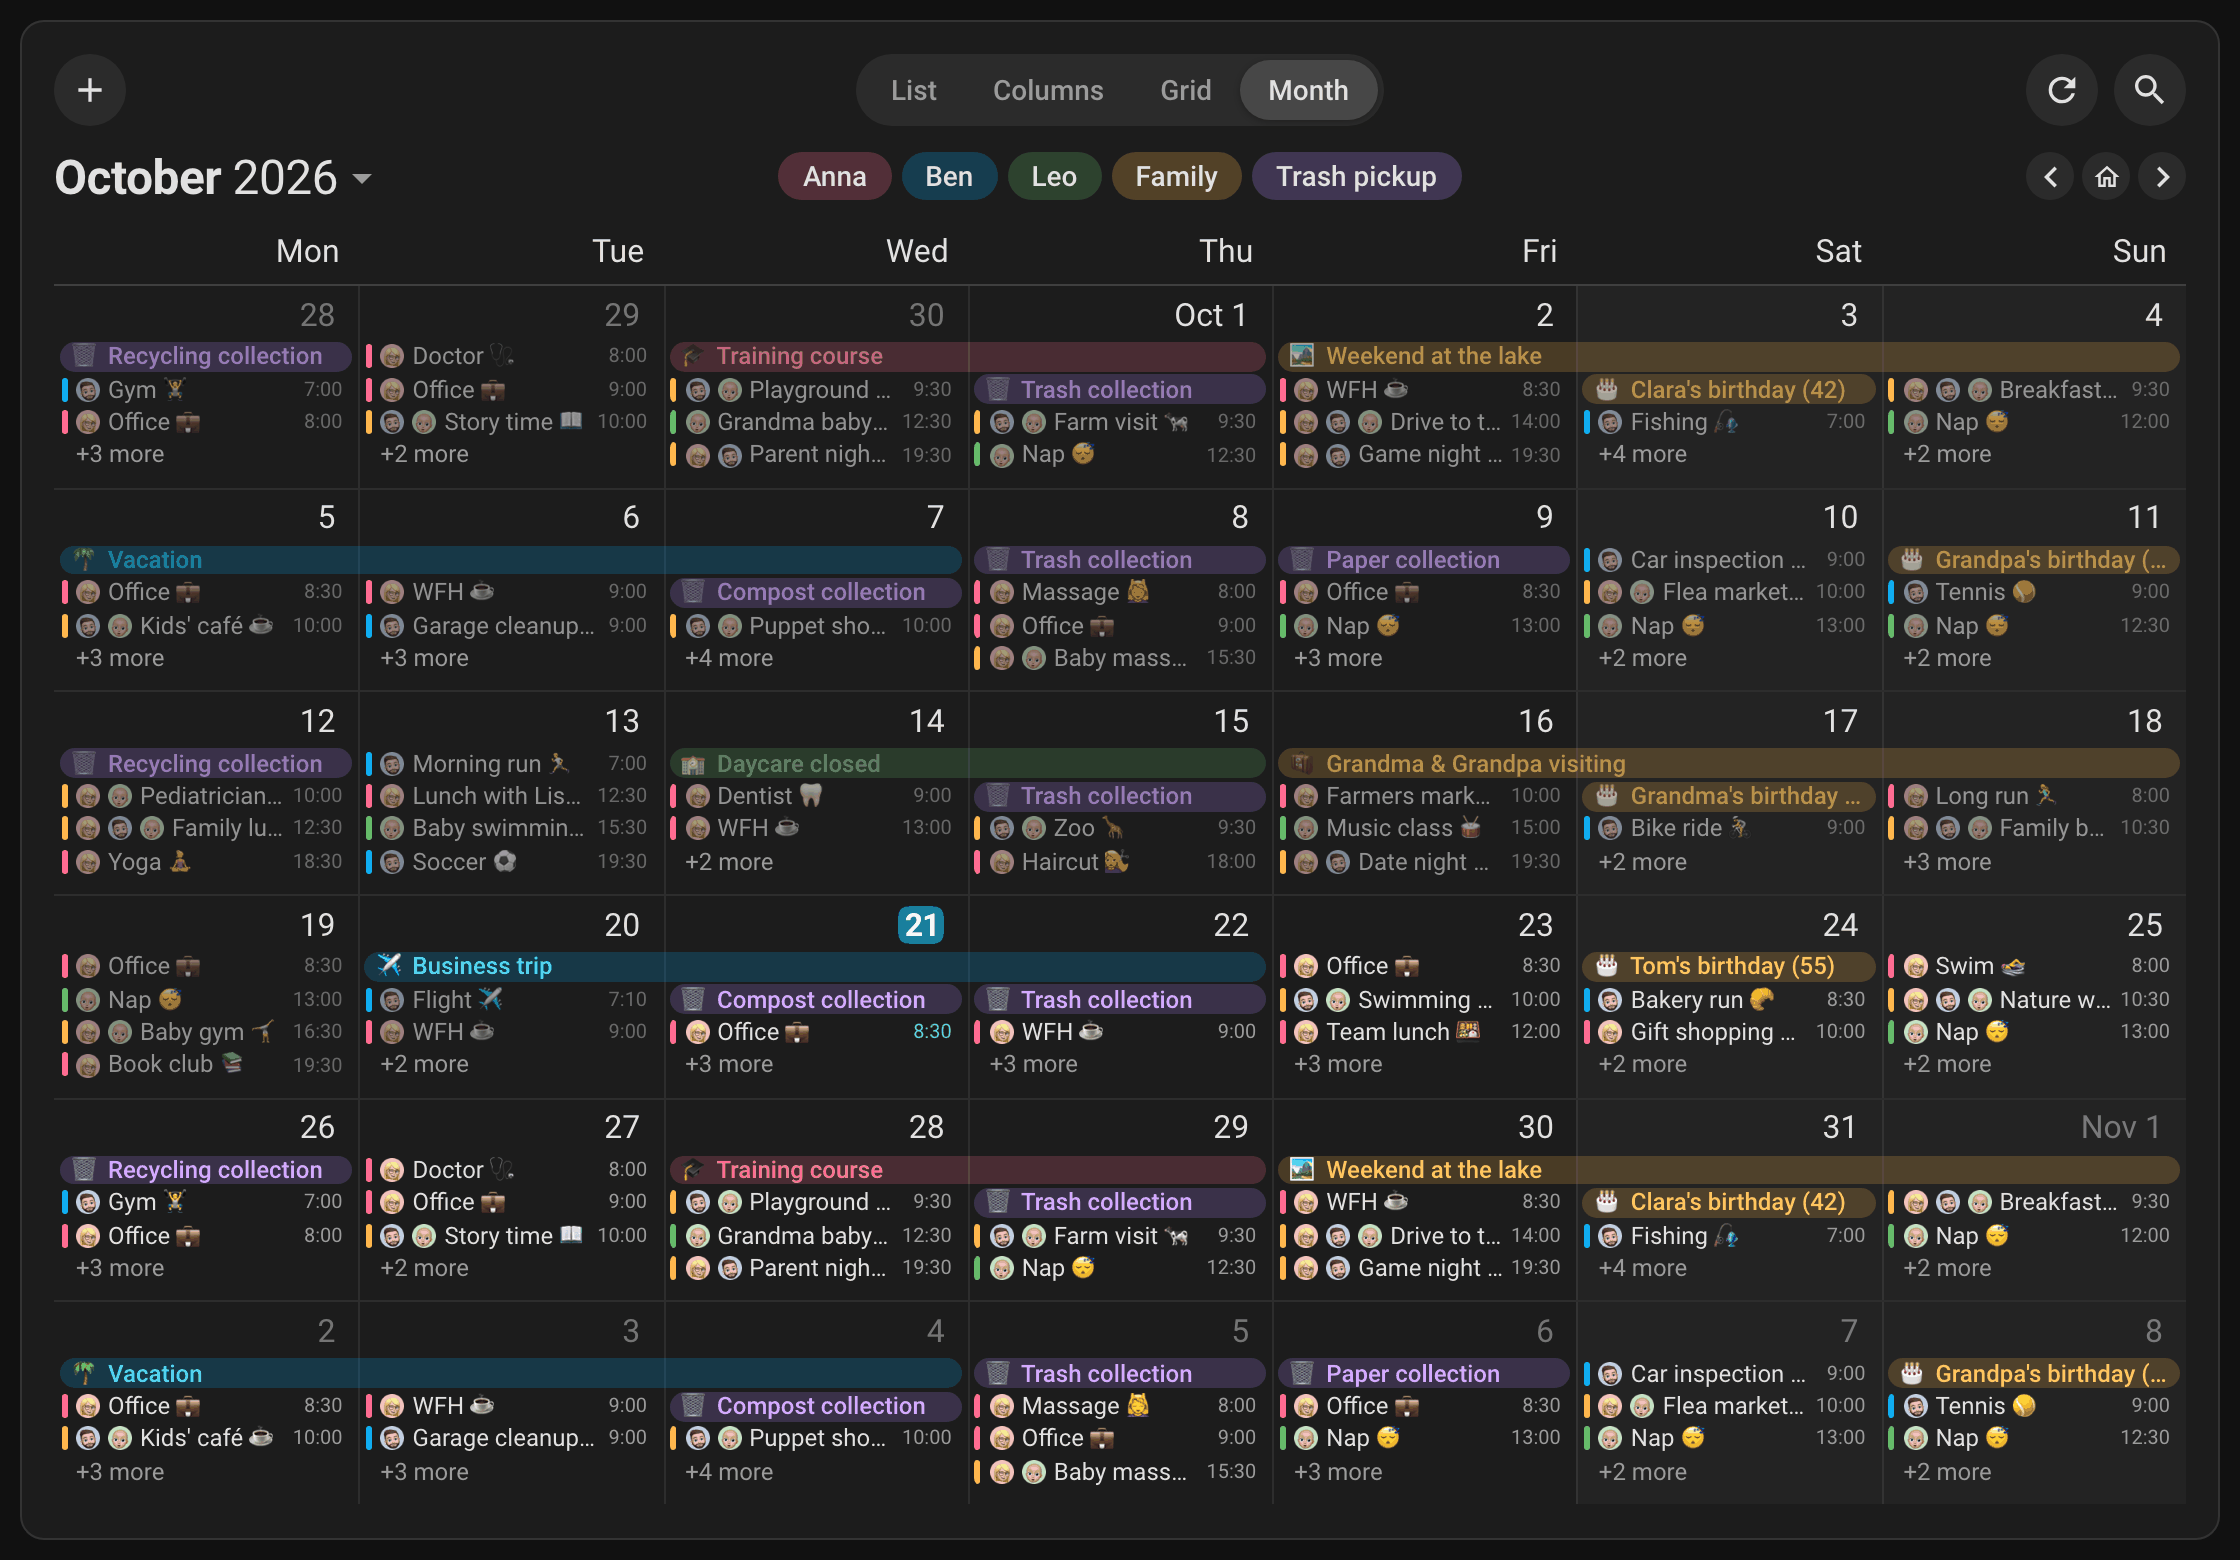 List Columns Grid Month
October 2026
Anna Ben Leo Family Trash pickup
Mon Tue Wed Thu Fri Sat Sun
28 29 30 Oct 1 2 3 4
Recycling collection Doctor 8:00 Training course Weekend at the lake
Gym 7:00 Office 9:00 Playground ... 9:30 Trash collection WFH 8:30 Clara's birthday (42) Breakfast... 9:30
Office 8:00 Story time 10:00 Grandma baby... 12:30 Farm visit 9:30 Drive to t... 14:00 Fishing 7:00 Nap 12:00
+3 more +2 more Parent nigh... 19:30 Nap 12:30 Game night ... 19:30 +4 more +2 more
5 6 7 8 9 10 11
Vacation Trash collection Paper collection Car inspection ... 9:00 Grandpa's birthday (...
Office 8:30 WFH 9:00 Compost collection Massage 8:00 Office 8:30 Flea market... 10:00 Tennis 9:00
Kids' café 10:00 Garage cleanup... 9:00 Puppet sho... 10:00 Office 9:00 Nap 13:00 Nap 13:00 Nap 12:30
+3 more +3 more +4 more Baby mass... 15:30 +3 more +2 more +2 more
12 13 14 15 16 17 18
Recycling collection Morning run 7:00 Daycare closed Grandma & Grandpa visiting
Pediatrician... 10:00 Lunch with Lis... 12:30 Dentist 9:00 Trash collection Farmers mark... 10:00 Grandma's birthday ... Long run 8:00
Family lu... 12:30 Baby swimmin... 15:30 WFH 13:00 Zoo 9:30 Music class 15:00 Bike ride 9:00 Family b... 10:30
Yoga 18:30 Soccer 19:30 +2 more Haircut 18:00 Date night ... 19:30 +2 more +3 more
19 20 21 22 23 24 25
Office 8:30 Business trip Office 8:30 Tom's birthday (55) Swim 8:00
Nap 13:00 Flight 7:10 Compost collection Trash collection Swimming ... 10:00 Bakery run 8:30 Nature w... 10:30
Baby gym 16:30 WFH 9:00 Office 8:30 WFH 9:00 Team lunch 12:00 Gift shopping ... 10:00 Nap 13:00
Book club 19:30 +2 more +3 more +3 more +3 more +2 more +2 more
26 27 28 29 30 31 Nov 1
Recycling collection Doctor 8:00 Training course Weekend at the lake
Gym 7:00 Office 9:00 Playground ... 9:30 Trash collection WFH 8:30 Clara's birthday (42) Breakfast... 9:30
Office 8:00 Story time 10:00 Grandma baby... 12:30 Farm visit 9:30 Drive to t... 14:00 Fishing 7:00 Nap 12:00
+3 more +2 more Parent nigh... 19:30 Nap 12:30 Game night ... 19:30 +4 more +2 more
2 3 4 5 6 7 8
Vacation Trash collection Paper collection Car inspection ... 9:00 Grandpa's birthday (...
Office 8:30 WFH 9:00 Compost collection Massage 8:00 Office 8:30 Flea market... 10:00 Tennis 9:00
Kids' café 10:00 Garage cleanup... 9:00 Puppet sho... 10:00 Office 9:00 Nap 13:00 Nap 13:00 Nap 12:30
+3 more +3 more +4 more Baby mass... 15:30 +3 more +2 more +2 more